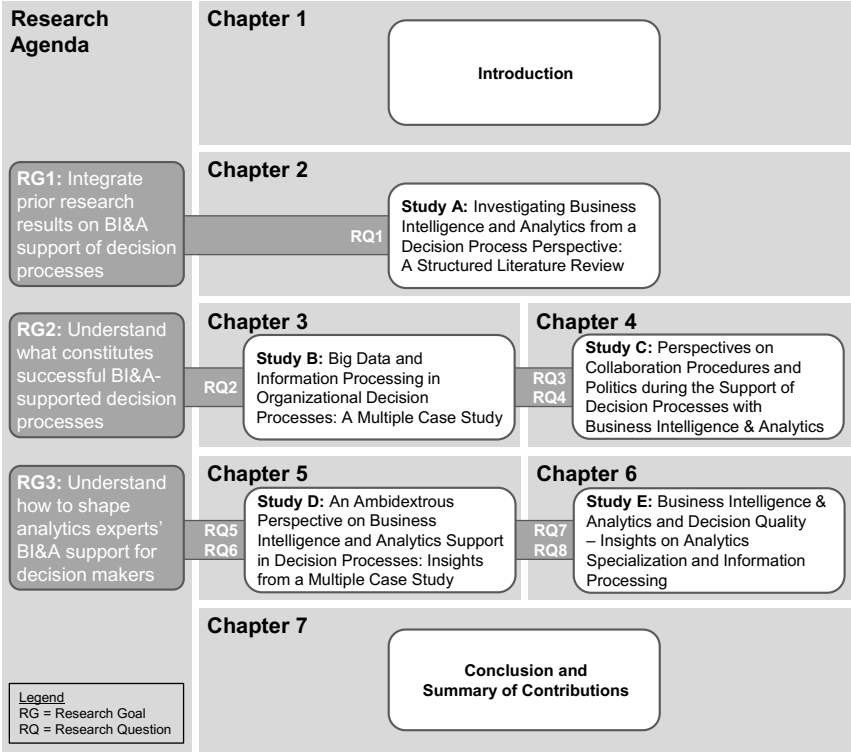 Research
Agenda
Chapter 1
Introduction
RG1: Integrate
prior research
results on BI&A
support of decision
processes
Chapter 2
RQ1
Study A: Investigating Business
Intelligence and Analytics from a
Decision Process Perspective:
A Structured Literature Review
RG2: Understand
what constitutes
successful BI&A-
supported decision
processes
Chapter 3
RQ2
Study B: Big Data and
Information Processing in
Organizational Decision
Processes: A Multiple Case Study
Chapter 4
RQ3
RQ4
Study C: Perspectives on
Collaboration Procedures and
Politics during the Support of
Decision Processes with
Business Intelligence & Analytics
RG3: Understand
how to shape
analytics experts’
BI&A support for
decision makers
Chapter 5
RQ5
RQ6
Study D: An Ambidextrous
Perspective on Business
Intelligence and Analytics Support
in Decision Processes: Insights
from a Multiple Case Study
Chapter 6
RQ7
RQ8
Study E: Business Intelligence &
Analytics and Decision Quality
– Insights on Analytics
Specialization and Information
Processing
Chapter 7
Conclusion and
Summary of Contributions
Legend
RG = Research Goal
RQ = Research Question